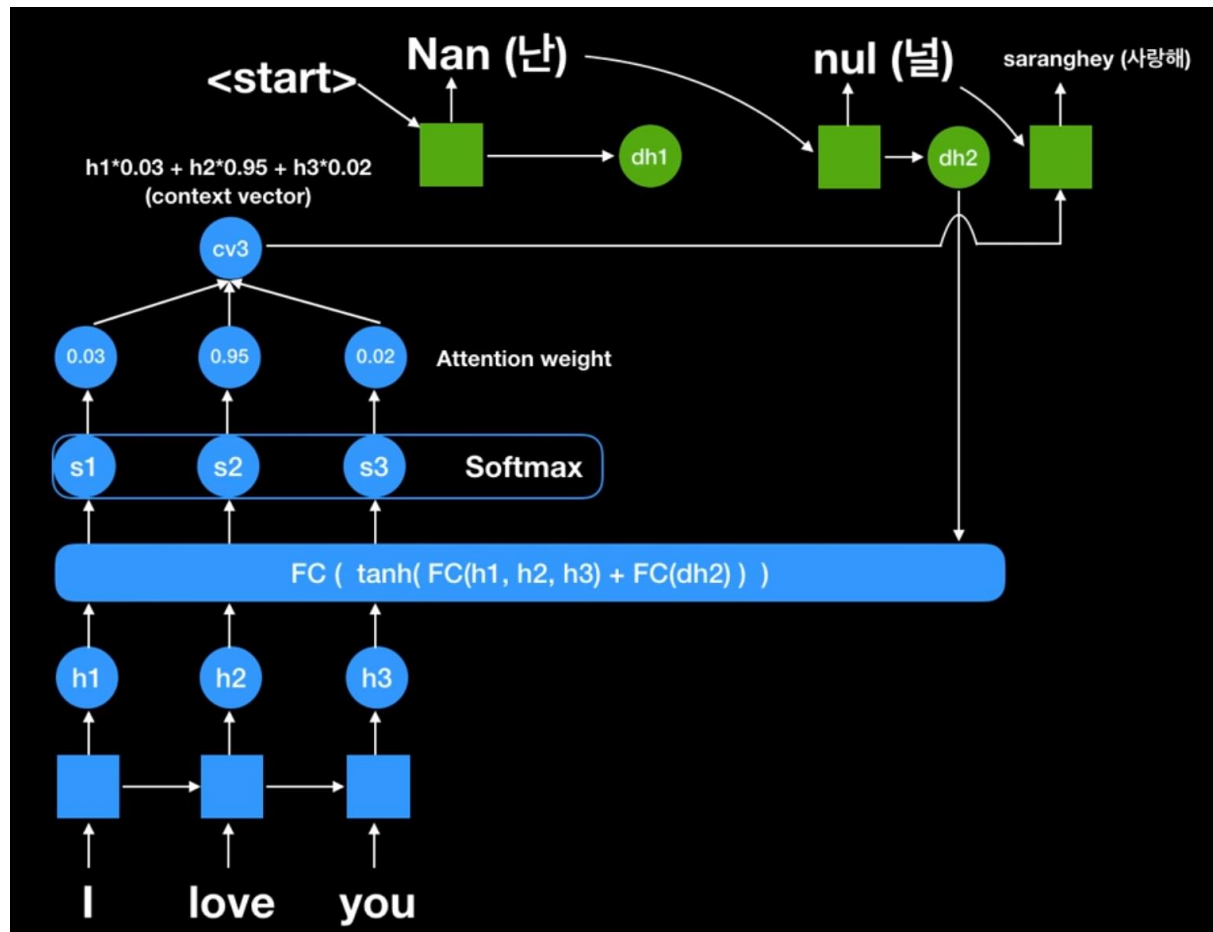 <start>
Nan (난)
nul (널)
saranghey (사랑해)
dh1
dh2
h1*0.03 + h2*0.95 + h3*0.02
(context vector)
cv3
0.03
0.95
0.02
Attention weight
s1
s2
s3
Softmax
FC ( tanh( FC(h1, h2, h3) + FC(dh2) ) )
h1
h2
h3
I
love
you